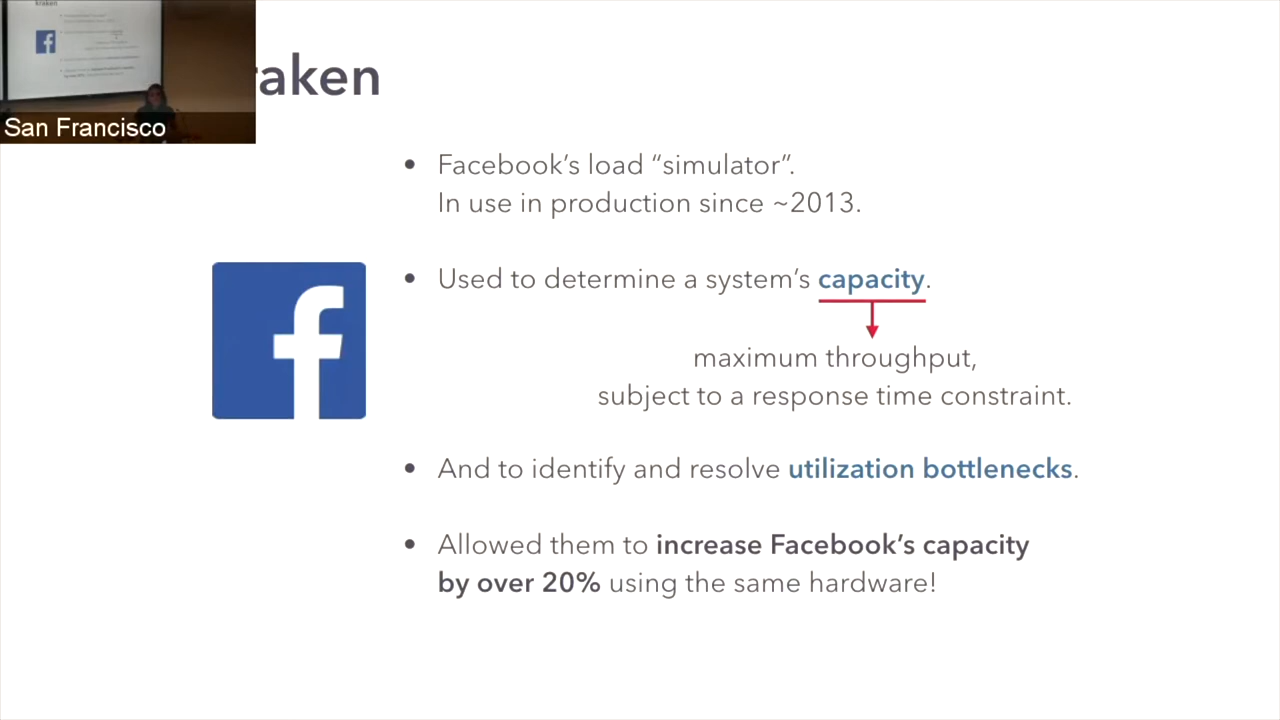 kraken
San Francisco
raken
• Facebook's load “simulator”.
In use in production since ~2013.
• Used to determine a system's capacity.
maximum throughput,
subject to a response time constraint.
• And to identify and resolve utilization bottlenecks.
• Allowed them to increase Facebook's capacity
by over 20% using the same hardware!